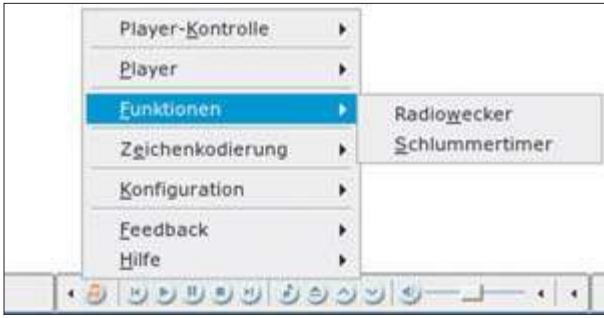 Player-Kontrolle
Player
Funktionen
Radiowecker
Schlummertimer
Zeichenkodierung
Konfiguration
Feedback
Hilfe